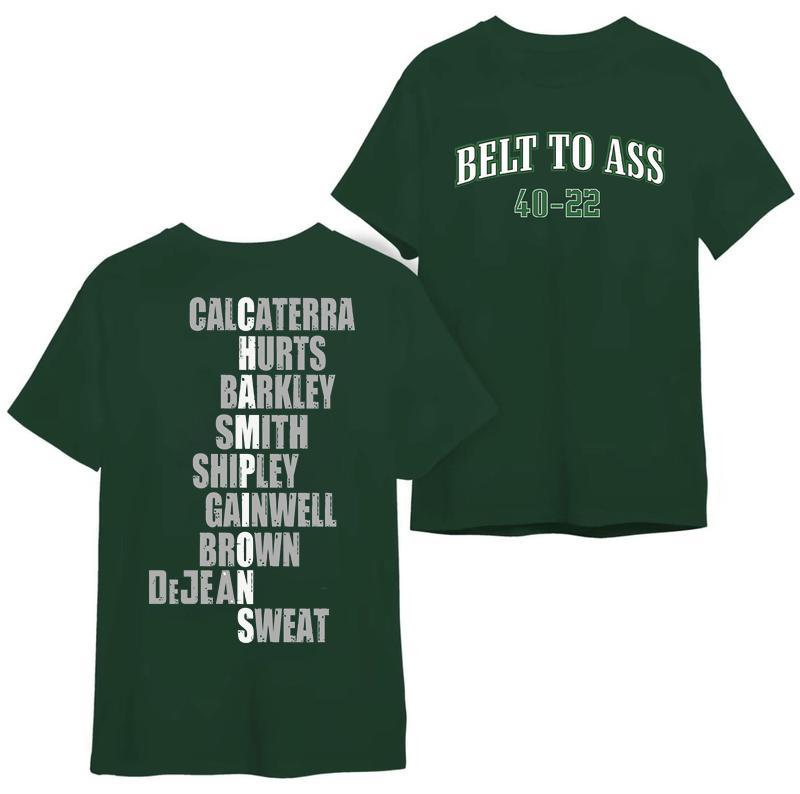 BELT TO ASS
40-22
CALCATERRA
HURTS
BARKLEY
SMITH
SHIPLEY
GAINWELL
BROWN
DeJEAN
SWEAT